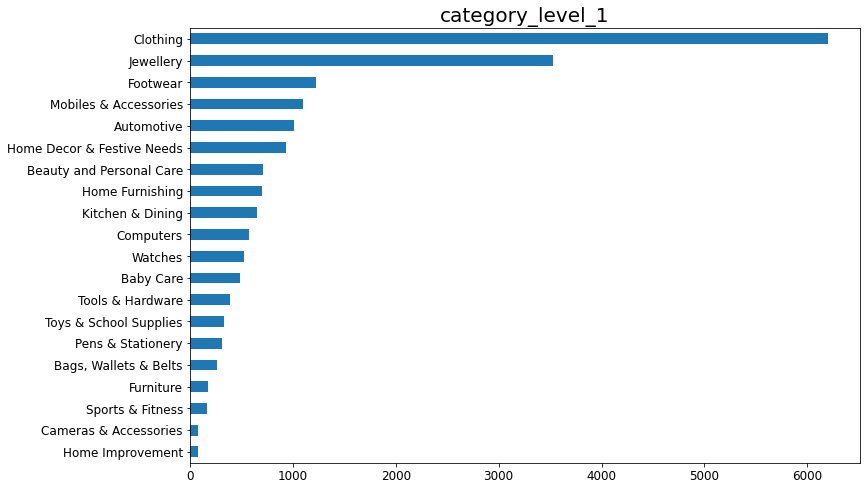 category_level_1
Clothing
Jewellery
Footwear
Mobiles & Accessories
Automotive
Home Decor & Festive Needs
Beauty and Personal Care
Home Furnishing
Kitchen & Dining
Computers
Watches
Baby Care
Tools & Hardware
Toys & School Supplies
Pens & Stationery
Bags, Wallets & Belts
Furniture
Sports & Fitness
Cameras & Accessories
Home Improvement
0 1000 2000 3000 4000 5000 6000